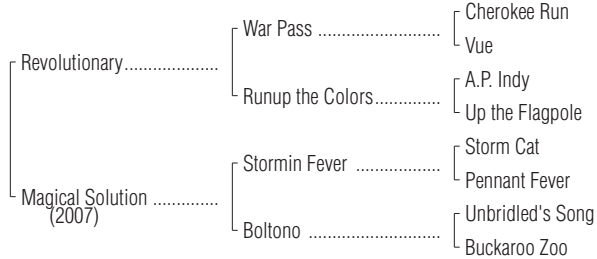 Cherokee Run
War Pass ..........................
Vue
Revolutionary....................
A.P. Indy
Runup the Colors..............
Up the Flagpole
Storm Cat
Stormin Fever ..................
Pennant Fever
Magical Solution ..............
(2007)
Unbridled's Song
Boltono ............................
Buckaroo Zoo